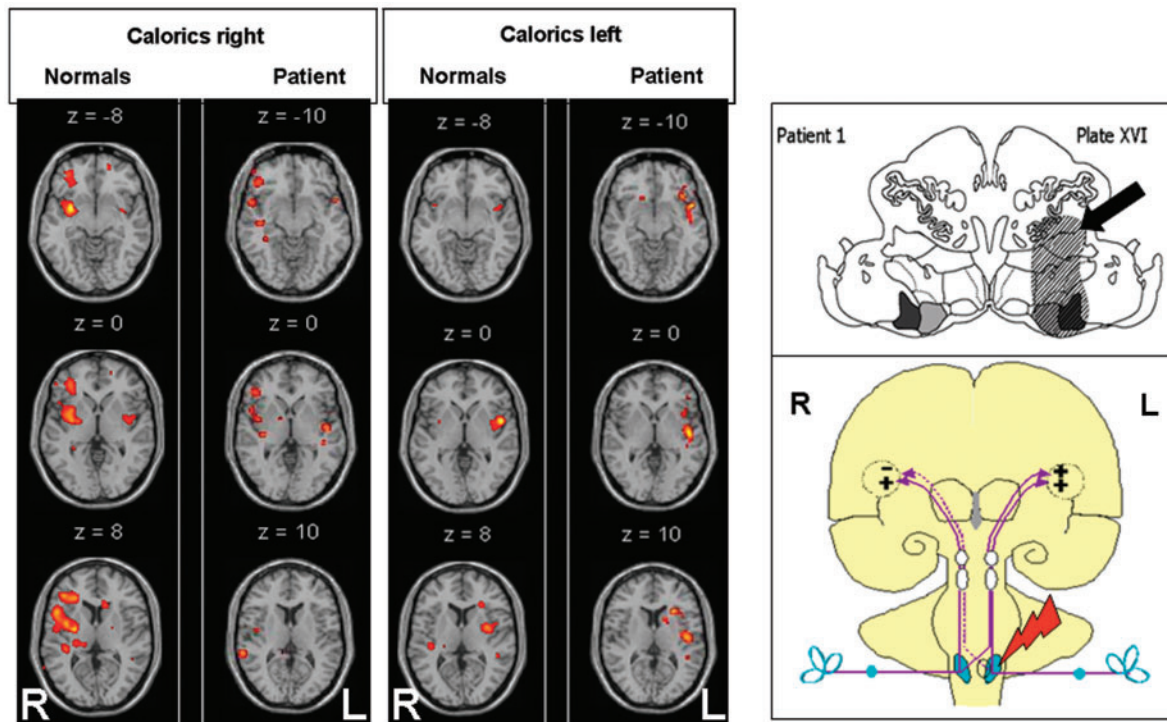 Calorics right
Normals Patient
z = -8 z = -10
z = 0 z = 0
z = 8 z = 10
R L
Calorics left
Normals Patient
z = -8 z = -10
z = 0 z = 0
z = 8 z = 10
R L
Patient 1 Plate XVI
R L
- +
+ +